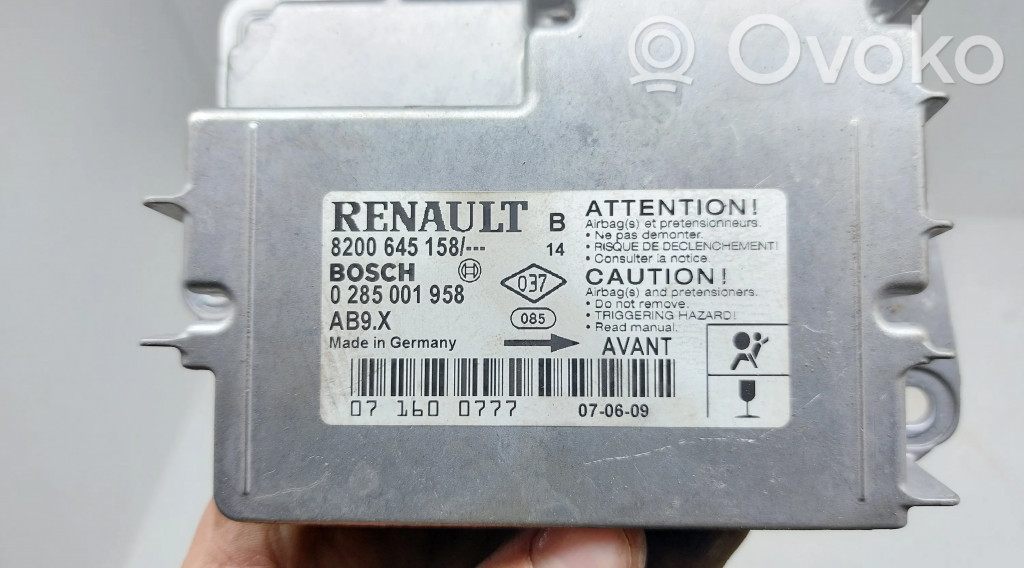 Ovoko
RENAULT B
8200 645 158/--- 14
BOSCH
0 285 001 958
AB9.X
Made in Germany
037
085
ATTENTION!
Airbag(s) et pretensionneurs.
• Ne pas demonter.
• RISQUE DE DECLENCHEMENT!
• Consulter la notice.
CAUTION!
Airbag(s) and pretensioners.
• Do not remove.
• TRIGGERING HAZARD!
• Read manual.
AVANT
07 160 0777
07-06-09